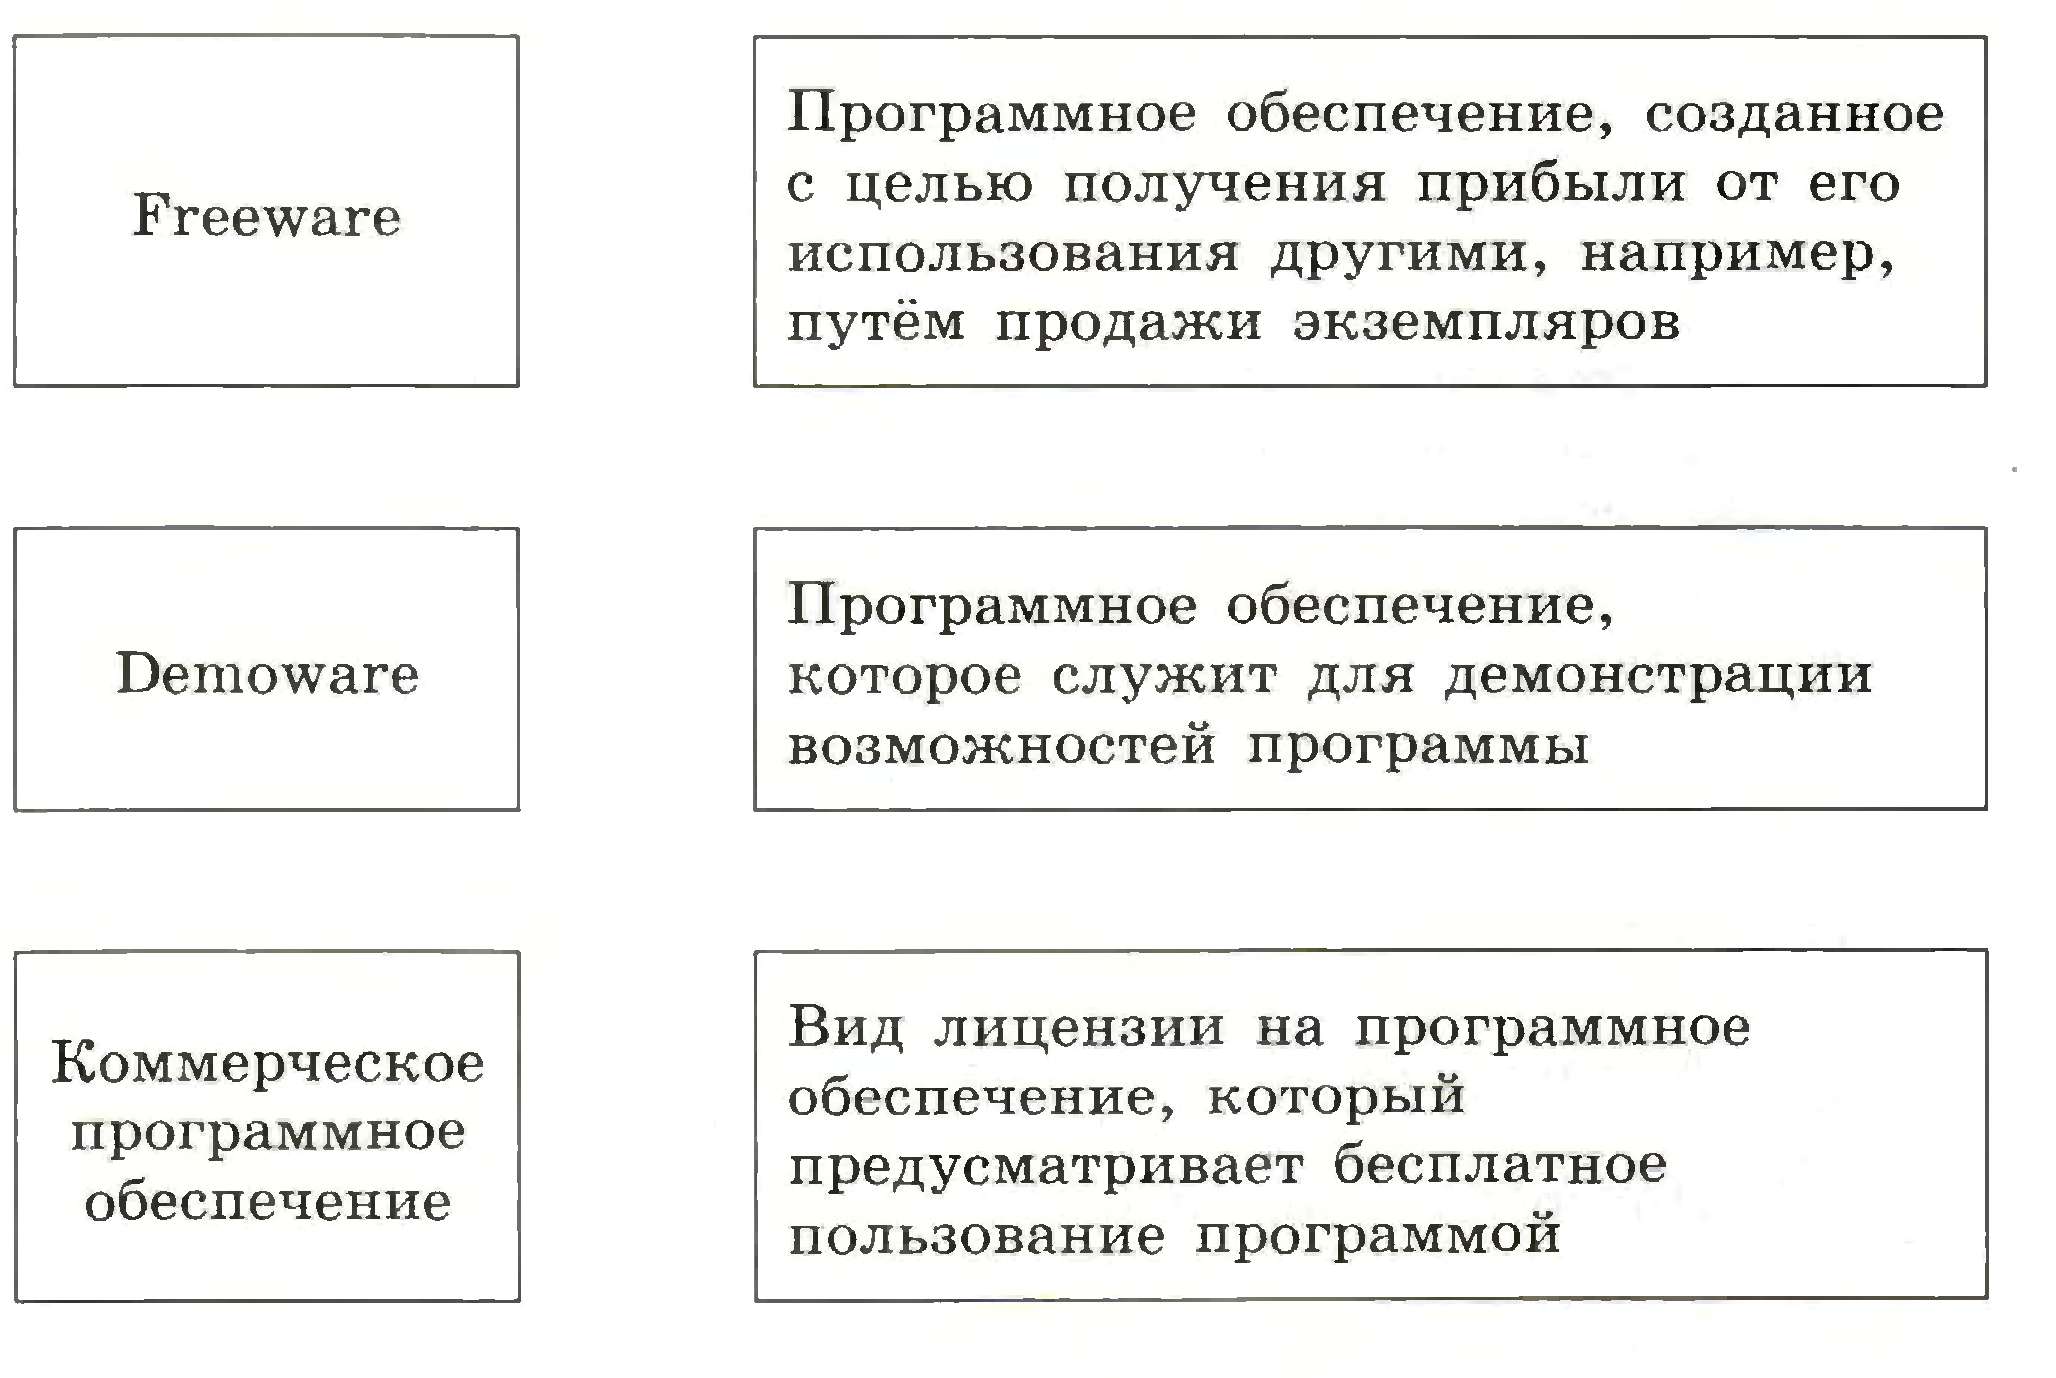 Freeware
Программное обеспечение, созданное
с целью получения прибыли от его
использования другими, например,
путём продажи экземпляров
Demoware
Программное обеспечение,
которое служит для демонстрации
возможностей программы
Коммерческое
программное
обеспечение
Вид лицензии на программное
обеспечение, который
предусматривает бесплатное
пользование программой